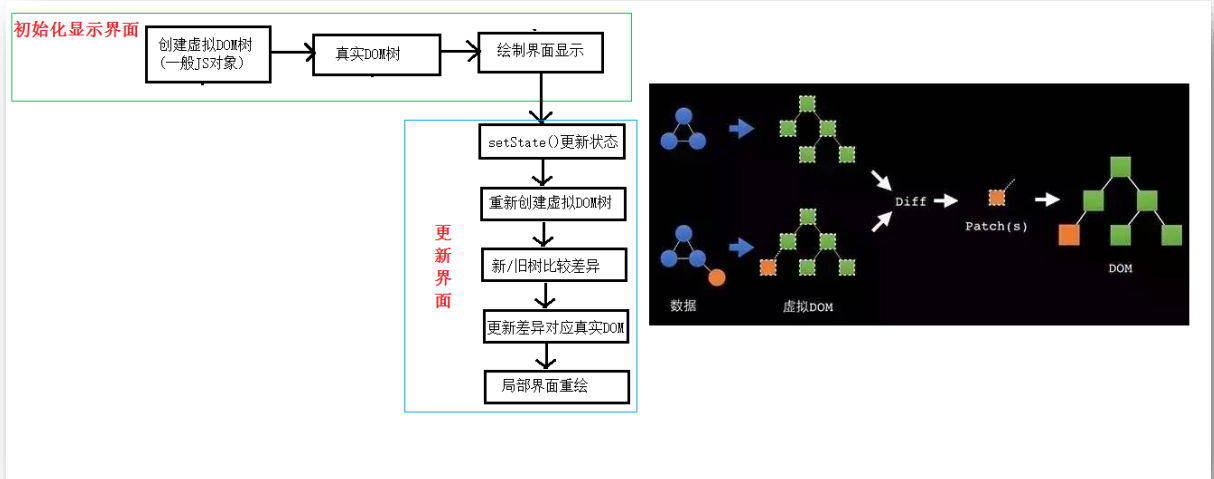 初始化显示界面
创建虚拟DOM树
(一般JS对象)
真实DOM树
绘制界面显示
setState()更新状态
重新创建虚拟DOM树
更新界面
新/旧树比较差异
更新差异对应真实DOM
局部界面重绘
Diff
Patch(s)
DOM
数据
虚拟DOM